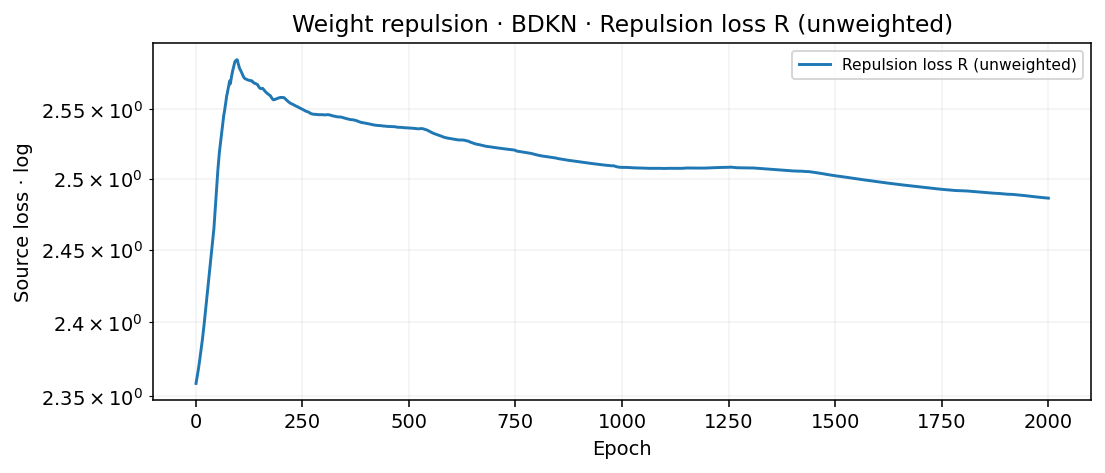 Weight repulsion · BDKN · Repulsion loss R (unweighted)
Repulsion loss R (unweighted)
Source loss · log
2.55 × 10⁰
2.5 × 10⁰
2.45 × 10⁰
2.4 × 10⁰
2.35 × 10⁰
0 250 500 750 1000 1250 1500 1750 2000
Epoch